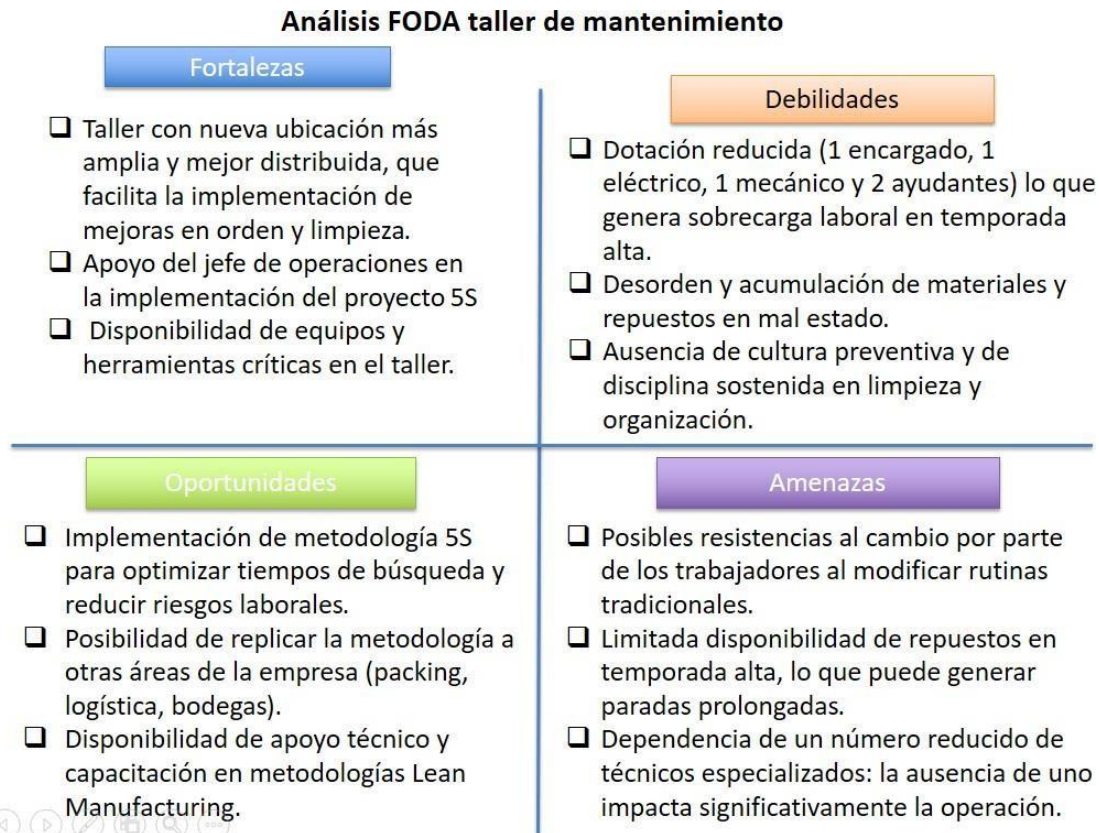 Análisis FODA taller de mantenimiento
Fortalezas
Taller con nueva ubicación más
amplia y mejor distribuida, que
facilita la implementación de
mejoras en orden y limpieza.
Apoyo del jefe de operaciones en
la implementación del proyecto 5S
Disponibilidad de equipos y
herramientas críticas en el taller.
Debilidades
Dotación reducida (1 encargado, 1
eléctrico, 1 mecánico y 2 ayudantes) lo que
genera sobrecarga laboral en temporada
alta.
Desorden y acumulación de materiales y
repuestos en mal estado.
Ausencia de cultura preventiva y de
disciplina sostenida en limpieza y
organización.
Oportunidades
Implementación de metodología 5S
para optimizar tiempos de búsqueda y
reducir riesgos laborales.
Posibilidad de replicar la metodología a
otras áreas de la empresa (packing,
logística, bodegas).
Disponibilidad de apoyo técnico y
capacitación en metodologías Lean
Manufacturing.
Amenazas
Posibles resistencias al cambio por parte
de los trabajadores al modificar rutinas
tradicionales.
Limitada disponibilidad de repuestos en
temporada alta, lo que puede generar
paradas prolongadas.
Dependencia de un número reducido de
técnicos especializados: la ausencia de uno
impacta significativamente la operación.